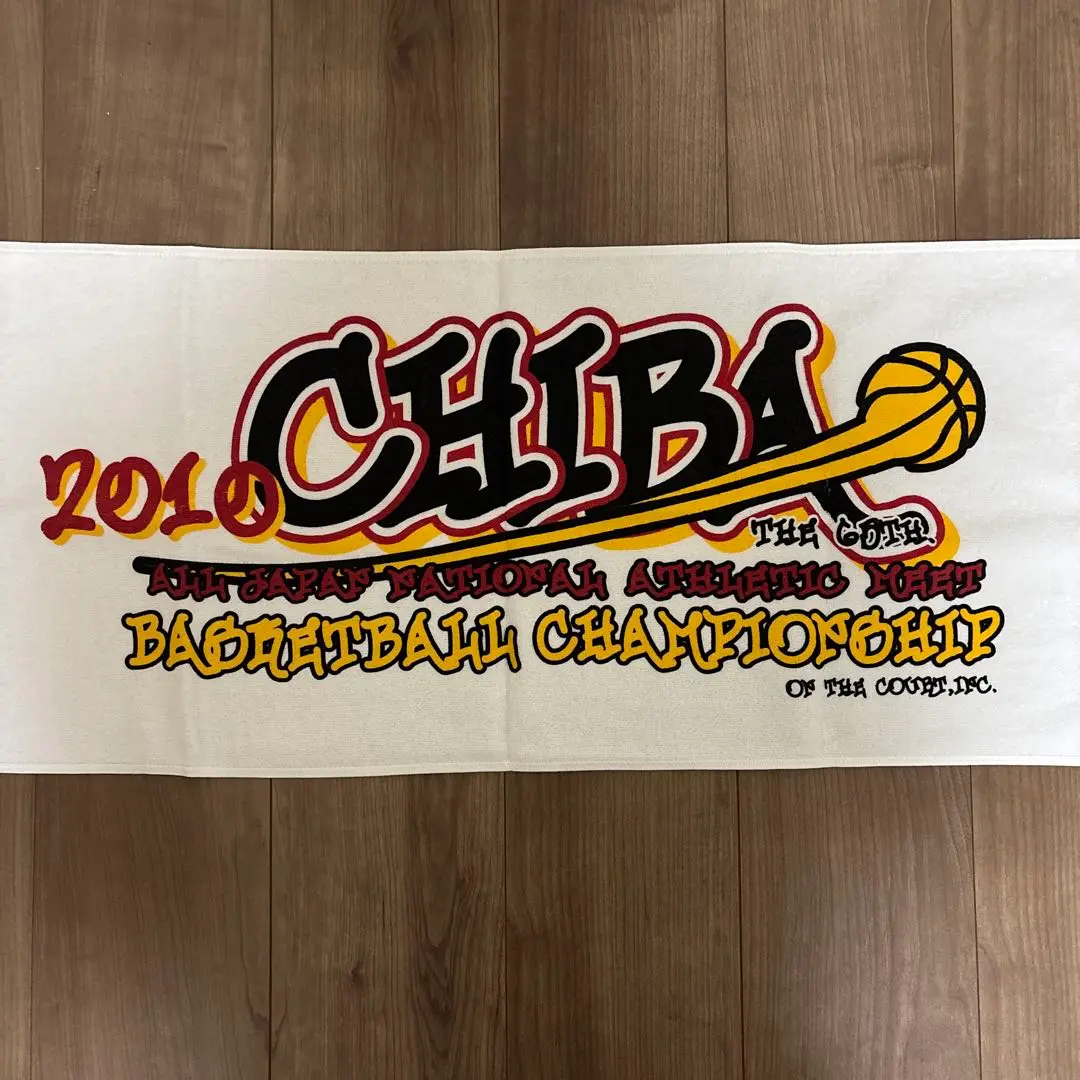 2010 CHIBA
THE 65TH.
ALL JAPAN NATIONAL ATHLETIC MEET
BASKETBALL CHAMPIONSHIP
ON THE COURT,INC.